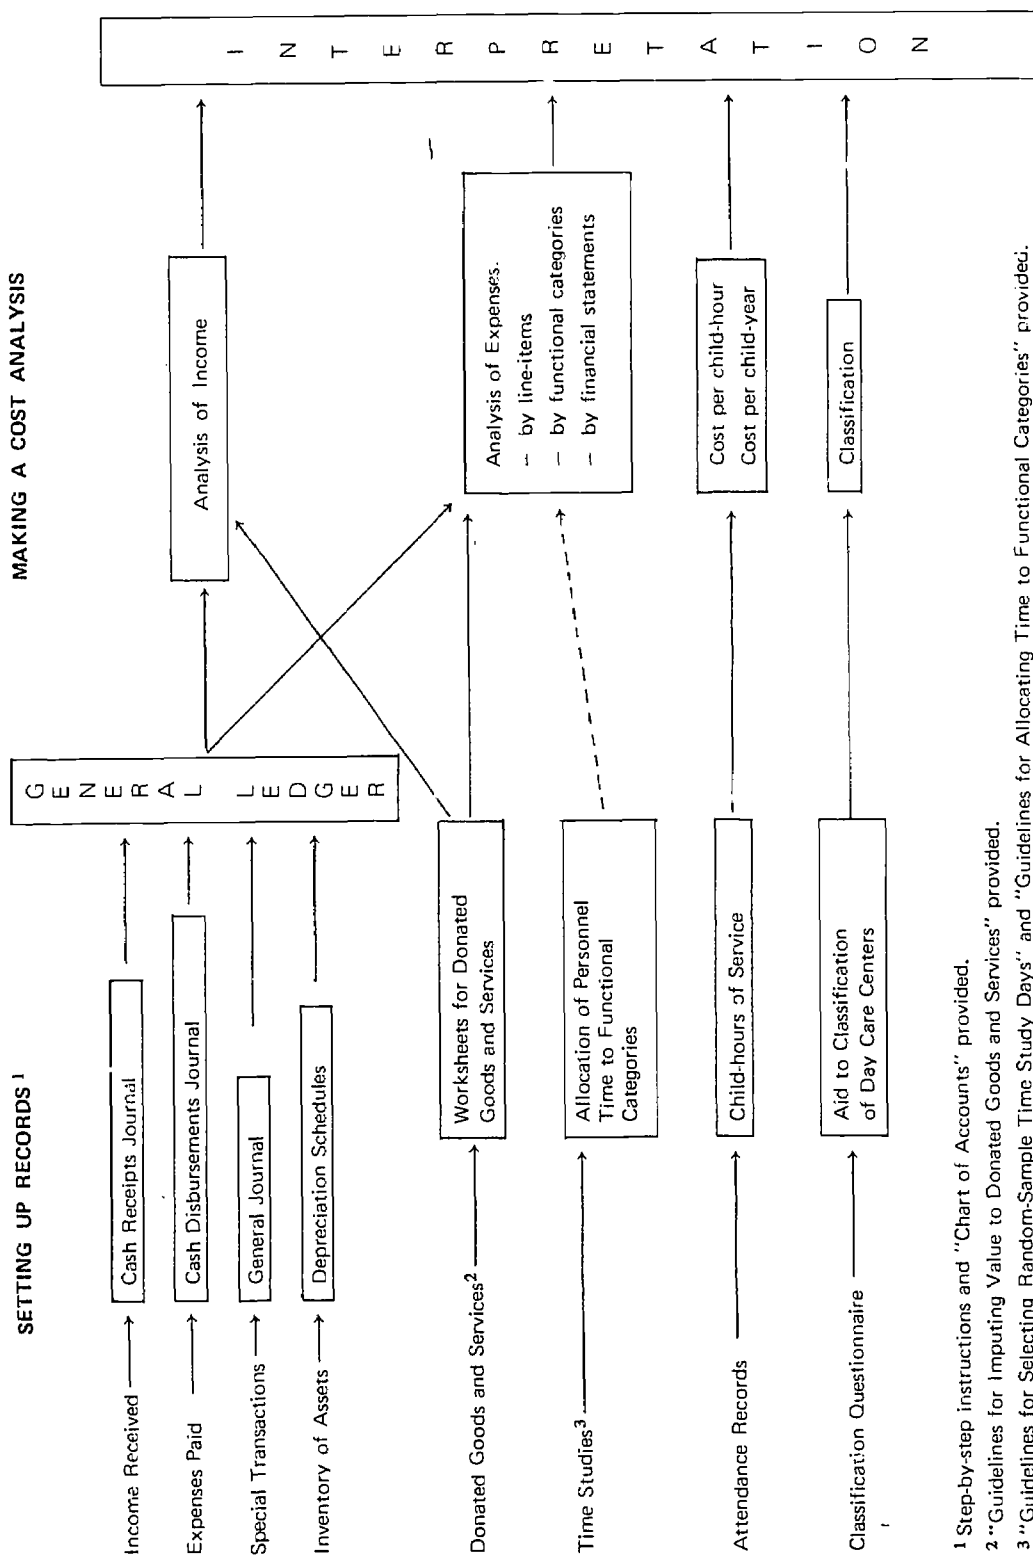 SETTING UP RECORDS 1
MAKING A COST ANALYSIS
Income Received
Cash Receipts Journal
Expenses Paid
Cash Disbursements Journal
Special Transactions
General Journal
Inventory of Assets
Depreciation Schedules
GENERAL LEDGER
Analysis of Income
Donated Goods and Services2
Worksheets for Donated
Goods and Services
Time Studies3
Allocation of Personnel
Time to Functional
Categories
Analysis of Expenses.
– by line-items
– by functional categories
– by financial statements
Attendance Records
Child-hours of Service
Cost per child-hour
Cost per child-year
Classification Questionnaire
Aid to Classification
of Day Care Centers
Classification
INTERPRETATION
1 Step-by-step instructions and "Chart of Accounts" provided.
2 "Guidelines for Imputing Value to Donated Goods and Services" provided.
3 "Guidelines for Selecting Random-Sample Time Study Days" and "Guidelines for Allocating Time to Functional Categories" provided.